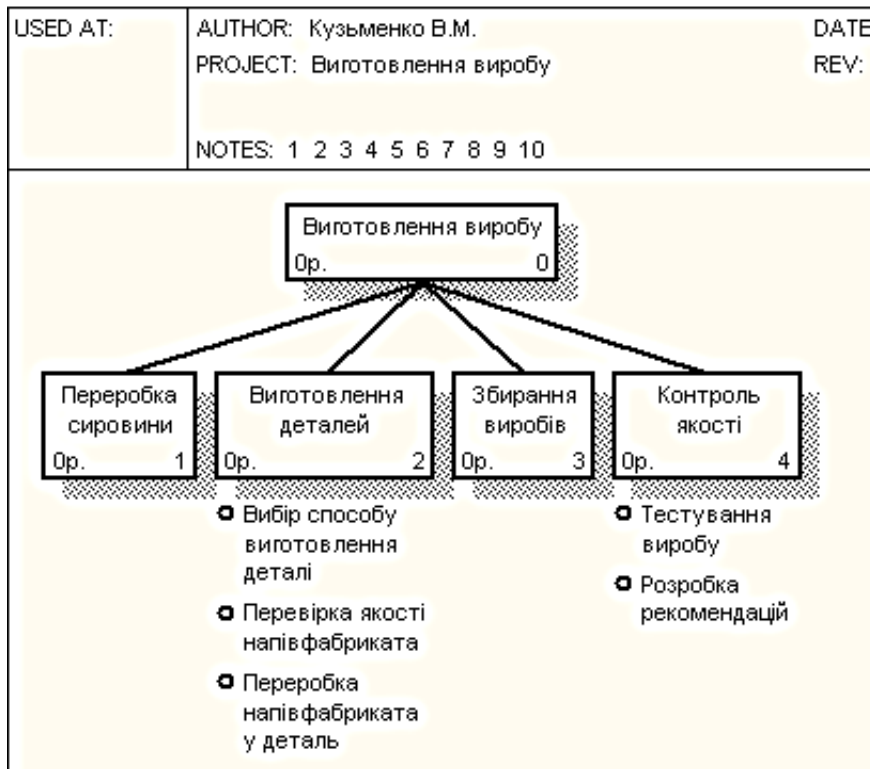 USED AT:
AUTHOR: Кузьменко В.М.
DATE
PROJECT: Виготовлення виробу
REV:
NOTES: 1 2 3 4 5 6 7 8 9 10
Виготовлення виробу
0р. 0
Переробка
сировини
0р. 1
Виготовлення
деталей
0р. 2
Збирання
виробів
0р. 3
Контроль
якості
0р. 4
Вибір способу
виготовлення
деталі
Перевірка якості
напівфабриката
Переробка
напівфабриката
у деталь
Тестування
виробу
Розробка
рекомендацій